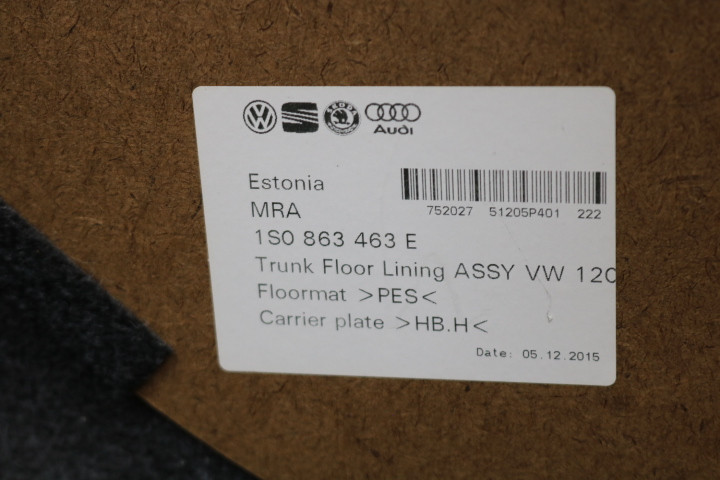 Audi
Estonia
MRA
752027 51205P401 222
1S0 863 463 E
Trunk Floor Lining ASSY VW 120
Floormat >PES<
Carrier plate >HB.H<
Date: 05.12.2015